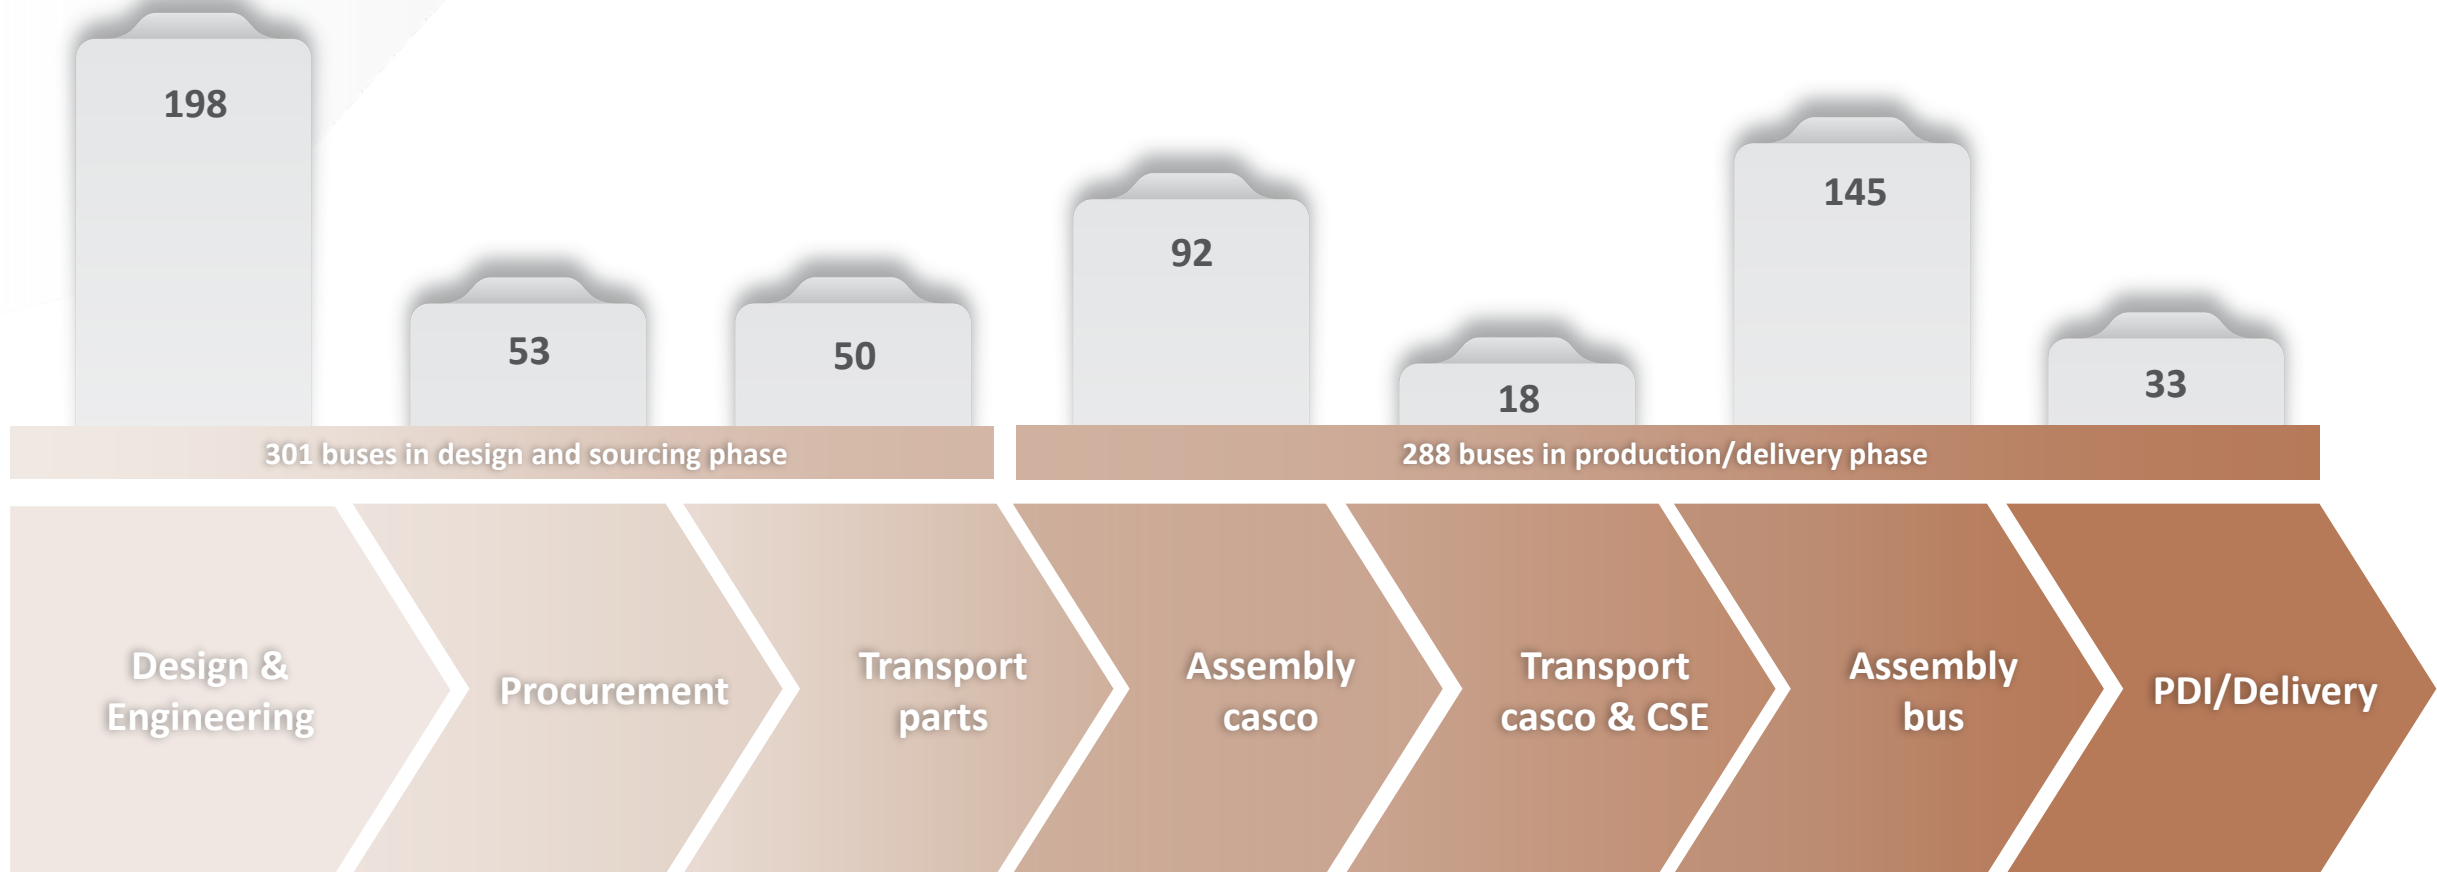 198
53
50
92
18
145
33
301 buses in design and sourcing phase
288 buses in production/delivery phase
Design &
Engineering
Procurement
Transport
parts
Assembly
casco
Transport
casco & CSE
Assembly
bus
PDI/Delivery